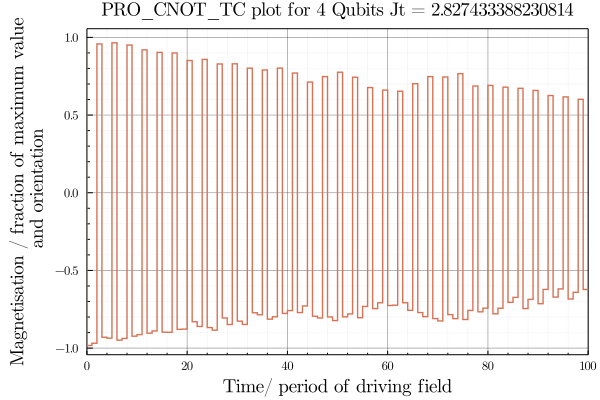 PRO_CNOT_TC plot for 4 Qubits Jt = 2.827433388230814
Magnetisation / fraction of maximum value
and orientation
1.0
0.5
0.0
−0.5
−1.0
0 20 40 60 80 100
Time/ period of driving field